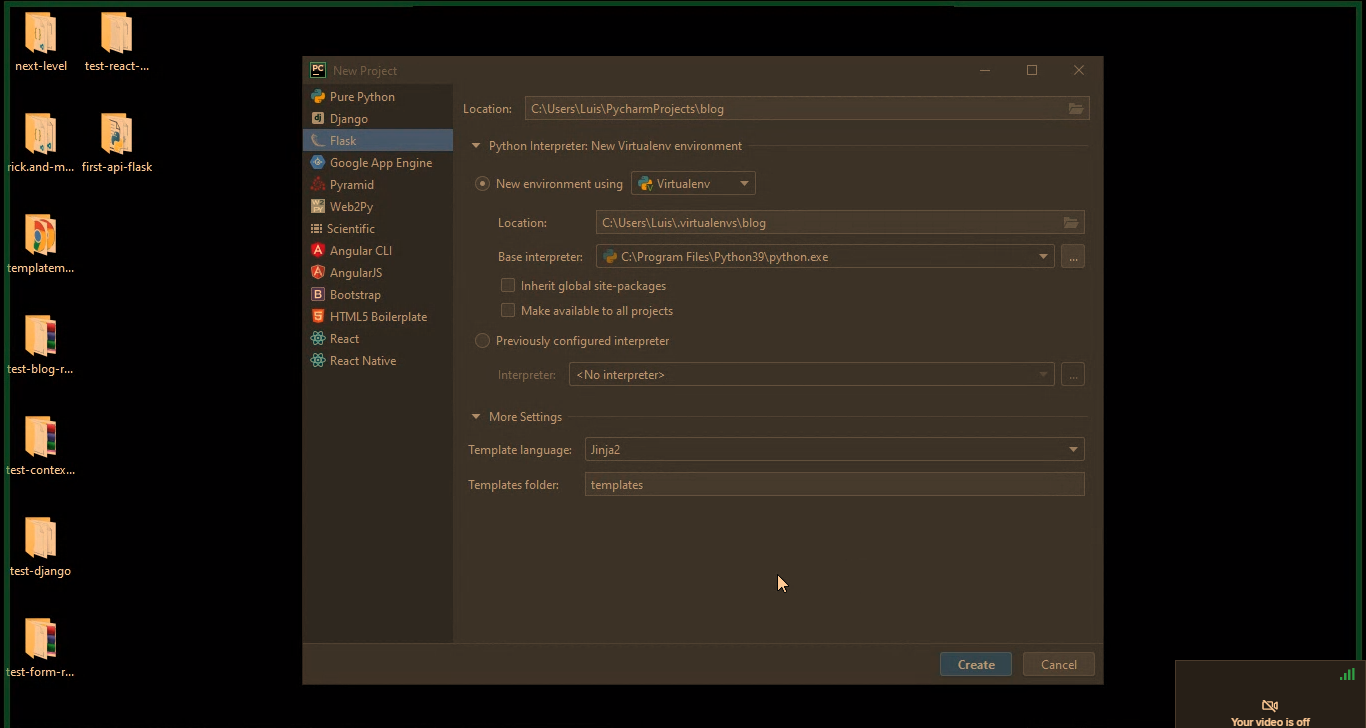 next-level
test-react-...
rick.and-m...
first-api-flask
templatem...
test-blog-r...
test-contex...
test-django
test-form-r...
PC
New Project
Pure Python
dj Django
Flask
Google App Engine
Pyramid
Web2Py
Scientific
A Angular CLI
A AngularJS
B Bootstrap
5 HTML5 Boilerplate
React
React Native
Location: C:\Users\Luis\PycharmProjects\blog
Python Interpreter: New Virtualenv environment
New environment using Virtualenv
Location: C:\Users\Luis\.virtualenvs\blog
Base interpreter: C:\Program Files\Python39\python.exe ...
Inherit global site-packages
Make available to all projects
Previously configured interpreter
Interpreter: <No interpreter> ...
More Settings
Template language: Jinja2
Templates folder: templates
Create Cancel
Your video is off